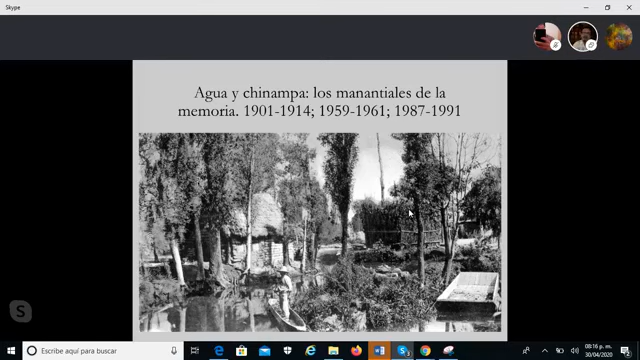 Skype
Agua y chinampa: los manantiales de la
memoria. 1901-1914; 1959-1961; 1987-1991
Escribe aquí para buscar
08:16 p. m.
30/04/2020